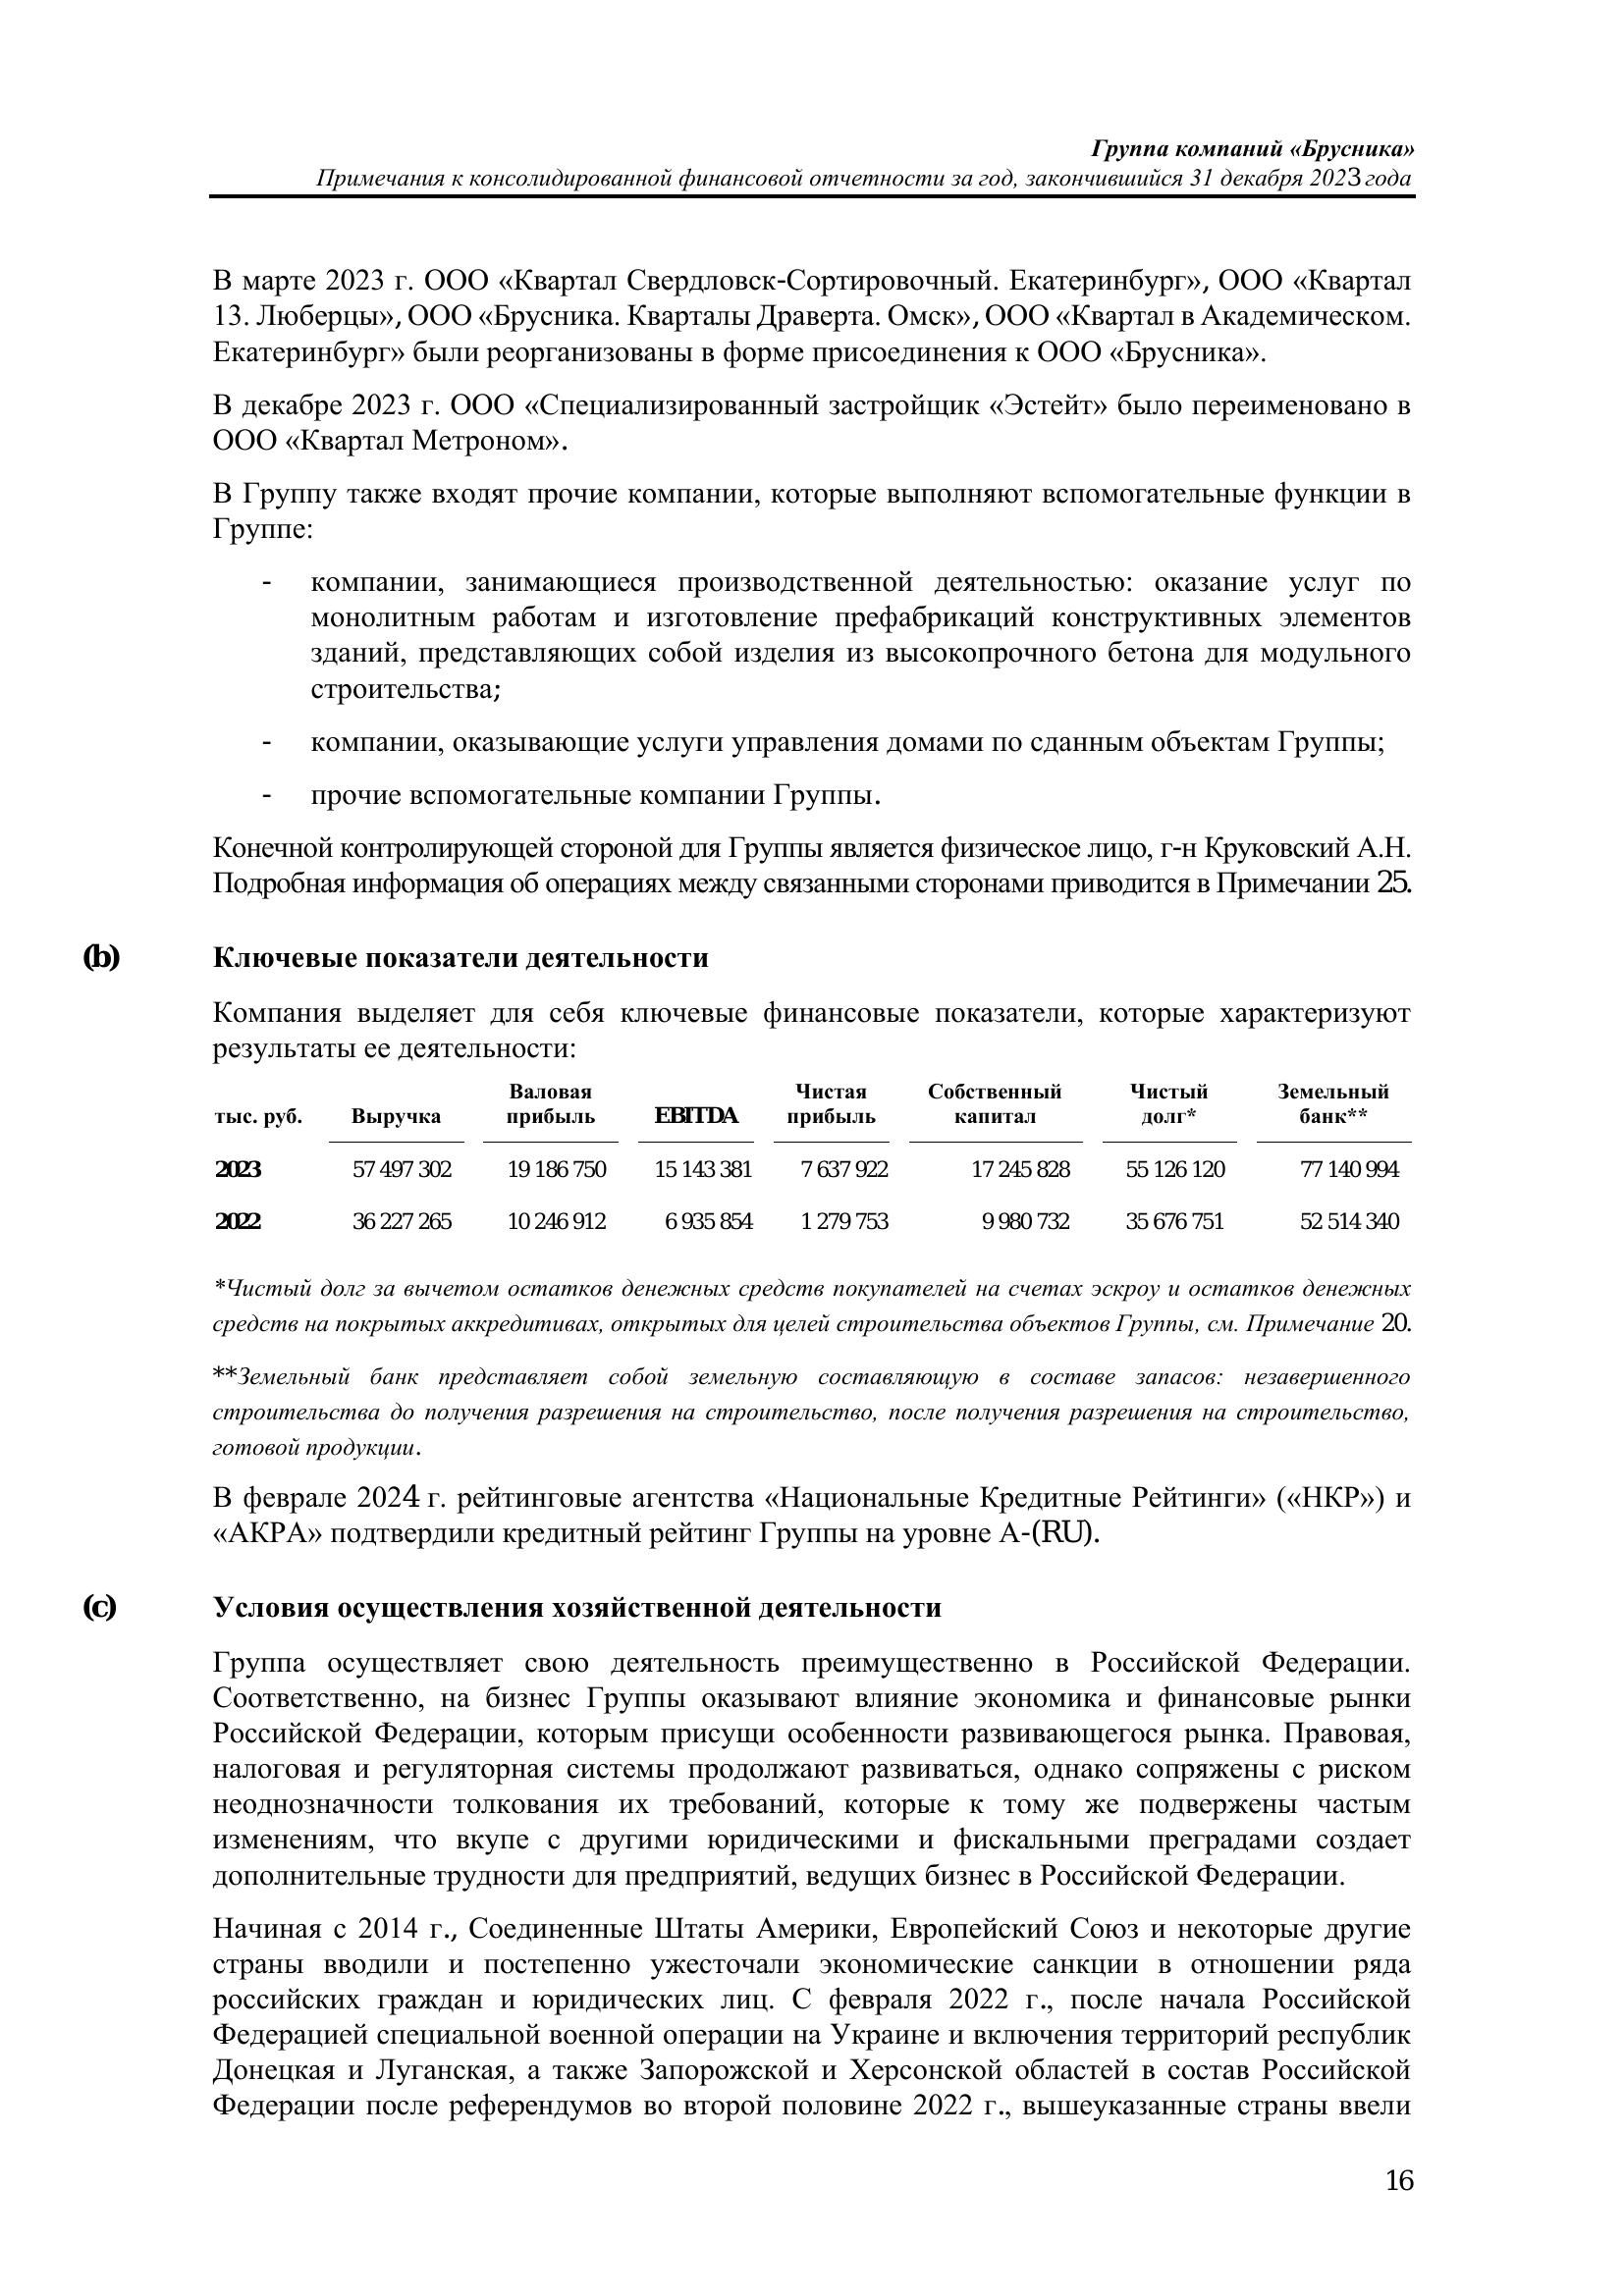 Группа компаний «Брусника»
Примечания к консолидированной финансовой отчетности за год, закончившийся 31 декабря 2023 года
В марте 2023 г. ООО «Квартал Свердловск-Сортировочный. Екатеринбург», ООО «Квартал
13. Люберцы», ООО «Брусника. Кварталы Драверта. Омск», ООО «Квартал в Академическом.
Екатеринбург» были реорганизованы в форме присоединения к ООО «Брусника».
В декабре 2023 г. ООО «Специализированный застройщик «Эстейт» было переименовано в
ООО «Квартал Метроном».
В Группу также входят прочие компании, которые выполняют вспомогательные функции в
Группе:
- компании, занимающиеся производственной деятельностью: оказание услуг по
монолитным работам и изготовление префабрикаций конструктивных элементов
зданий, представляющих собой изделия из высокопрочного бетона для модульного
строительства;
- компании, оказывающие услуги управления домами по сданным объектам Группы;
- прочие вспомогательные компании Группы.
Конечной контролирующей стороной для Группы является физическое лицо, г-н Круковский А.Н.
Подробная информация об операциях между связанными сторонами приводится в Примечании 25.
(b) Ключевые показатели деятельности
Компания выделяет для себя ключевые финансовые показатели, которые характеризуют
результаты ее деятельности:
Валовая Чистая Собственный Чистый Земельный
тыс. руб. Выручка прибыль EBITDA прибыль капитал долг* банк**
2023 57 497 302 19 186 750 15 143 381 7 637 922 17 245 828 55 126 120 77 140 994
2022 36 227 265 10 246 912 6 935 854 1 279 753 9 980 732 35 676 751 52 514 340
*Чистый долг за вычетом остатков денежных средств покупателей на счетах эскроу и остатков денежных
средств на покрытых аккредитивах, открытых для целей строительства объектов Группы, см. Примечание 20.
**Земельный банк представляет собой земельную составляющую в составе запасов: незавершенного
строительства до получения разрешения на строительство, после получения разрешения на строительство,
готовой продукции.
В феврале 2024 г. рейтинговые агентства «Национальные Кредитные Рейтинги» («НКР») и
«АКРА» подтвердили кредитный рейтинг Группы на уровне А-(RU).
(c) Условия осуществления хозяйственной деятельности
Группа осуществляет свою деятельность преимущественно в Российской Федерации.
Соответственно, на бизнес Группы оказывают влияние экономика и финансовые рынки
Российской Федерации, которым присущи особенности развивающегося рынка. Правовая,
налоговая и регуляторная системы продолжают развиваться, однако сопряжены с риском
неоднозначности толкования их требований, которые к тому же подвержены частым
изменениям, что вкупе с другими юридическими и фискальными преградами создает
дополнительные трудности для предприятий, ведущих бизнес в Российской Федерации.
Начиная с 2014 г., Соединенные Штаты Америки, Европейский Союз и некоторые другие
страны вводили и постепенно ужесточали экономические санкции в отношении ряда
российских граждан и юридических лиц. С февраля 2022 г., после начала Российской
Федерацией специальной военной операции на Украине и включения территорий республик
Донецкая и Луганская, а также Запорожской и Херсонской областей в состав Российской
Федерации после референдумов во второй половине 2022 г., вышеуказанные страны ввели
16